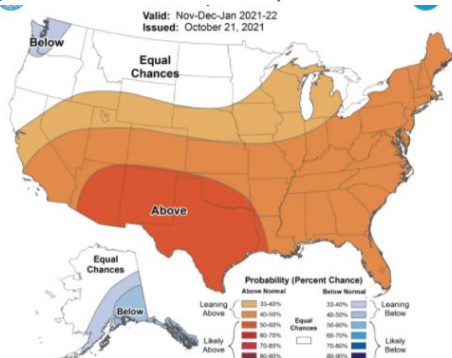 Valid: Nov-Dec-Jan 2021-22
Issued: October 21, 2021
Below
Equal
Chances
Above
Equal
Chances
Below
Probability (Percent Chance)
Above Normal Below Normal
Leaning
Above
33-40%
40-50%
50-60%
60-70%
70-80%
80-90%
Likely
Above
Equal
Chances
33-40%
40-50%
50-60%
60-70%
70-80%
80-90%
Leaning
Below
Likely
Below